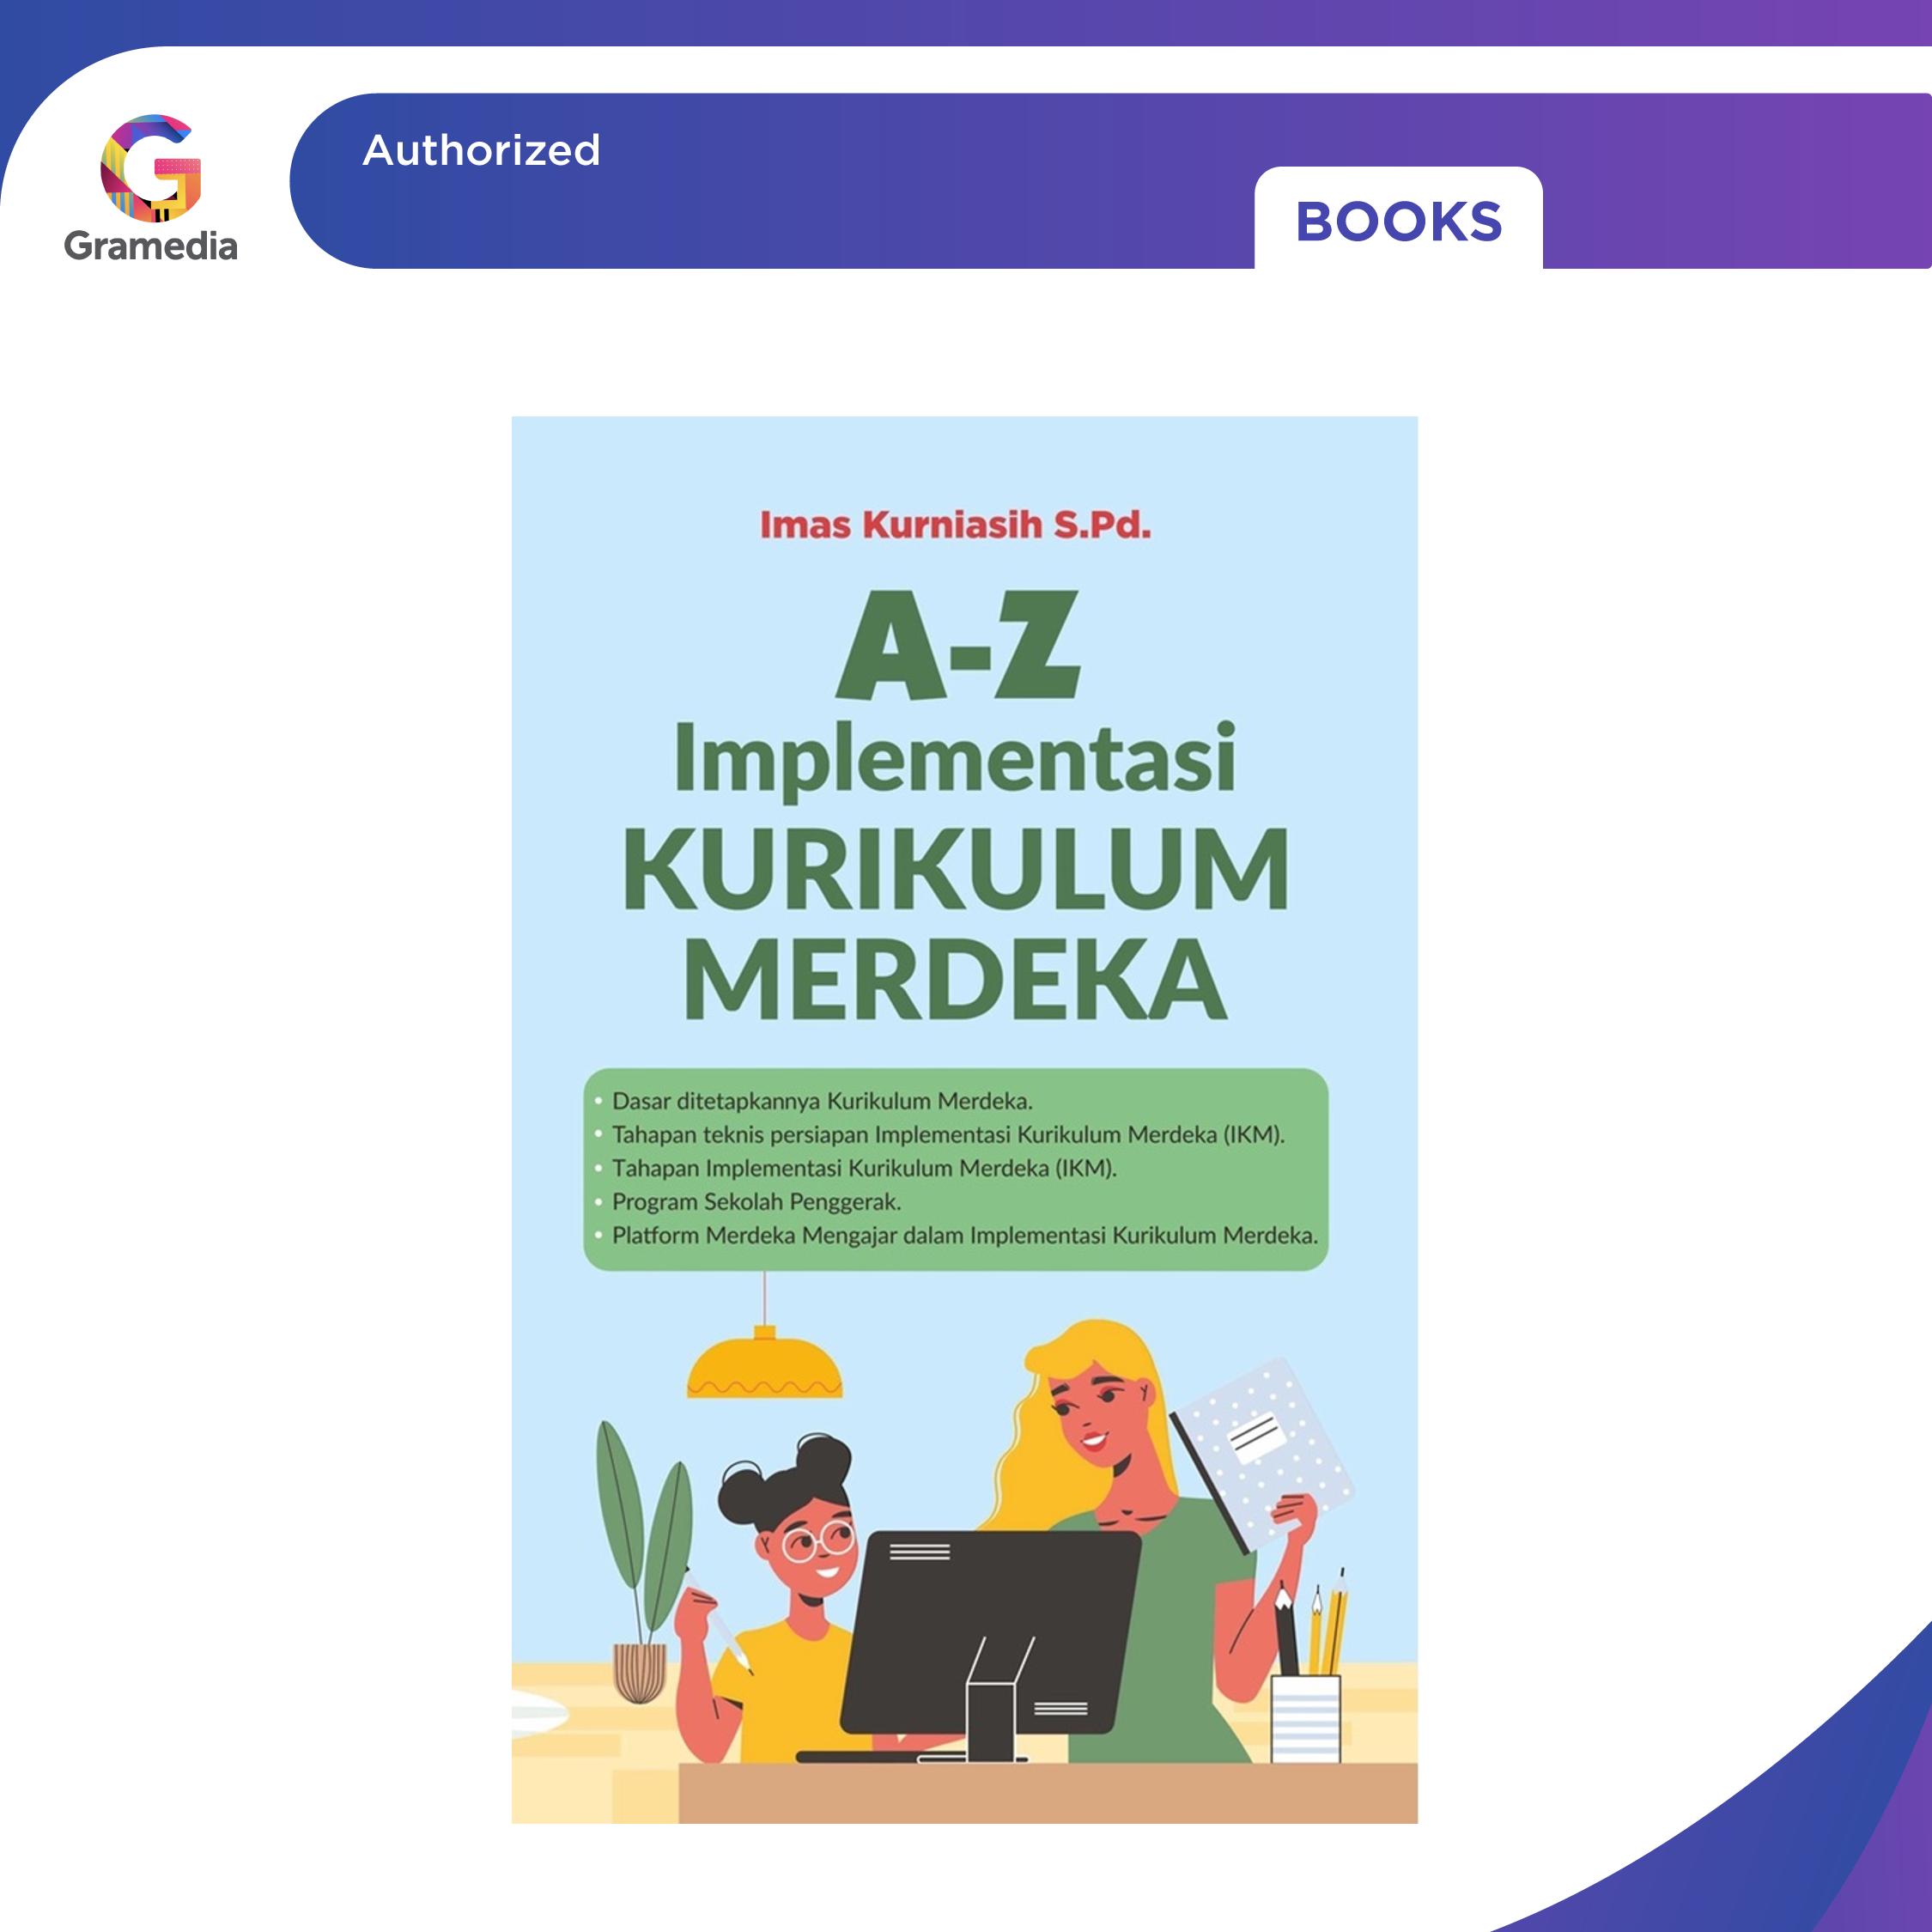 Gramedia
Authorized
BOOKS
Imas Kurniasih S.Pd.
A-Z
Implementasi
KURIKULUM
MERDEKA
• Dasar ditetapkannya Kurikulum Merdeka.
• Tahapan teknis persiapan Implementasi Kurikulum Merdeka (IKM).
• Tahapan Implementasi Kurikulum Merdeka (IKM).
• Program Sekolah Penggerak.
• Platform Merdeka Mengajar dalam Implementasi Kurikulum Merdeka.